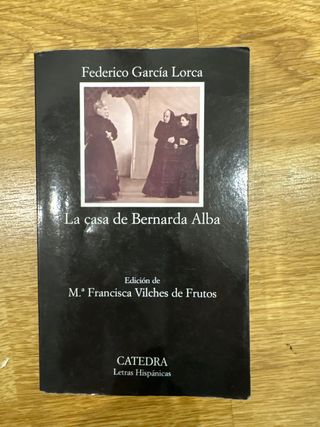 Federico García Lorca
La casa de Bernarda Alba
Edición de
M.ª Francisca Vilches de Frutos
CATEDRA
Letras Hispánicas